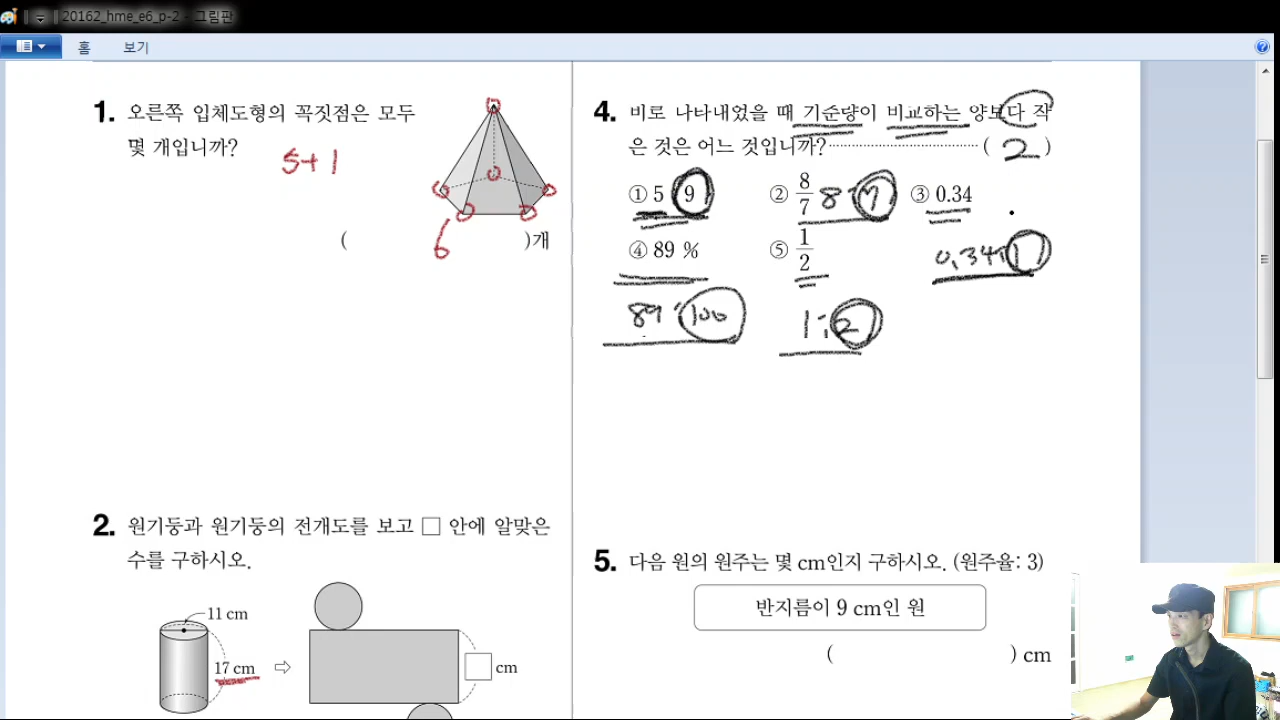 20162_hme_e6_p-2 - 그림판
홈 보기
1. 오른쪽 입체도형의 꼭짓점은 모두
몇 개입니까?
5+1
6
( )개
2. 원기둥과 원기둥의 전개도를 보고 □ 안에 알맞은
수를 구하시오.
11 cm
17 cm
⇨
□ cm
4. 비로 나타내었을 때 기준량이 비교하는 양보다 작
은 것은 어느 것입니까? ( 2 )
① 5 9 ② 8/7 8:7 ③ 0.34
④ 89 % ⑤ 1/2 0.34:1
89:100 1:2
5. 다음 원의 원주는 몇 cm인지 구하시오. (원주율: 3)
반지름이 9 cm인 원
( ) cm